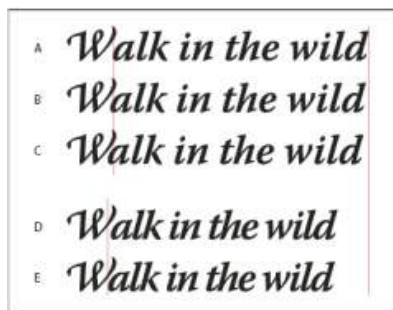 A Walk in the wild
B Walk in the wild
C Walk in the wild
D Walk in the wild
E Walk in the wild